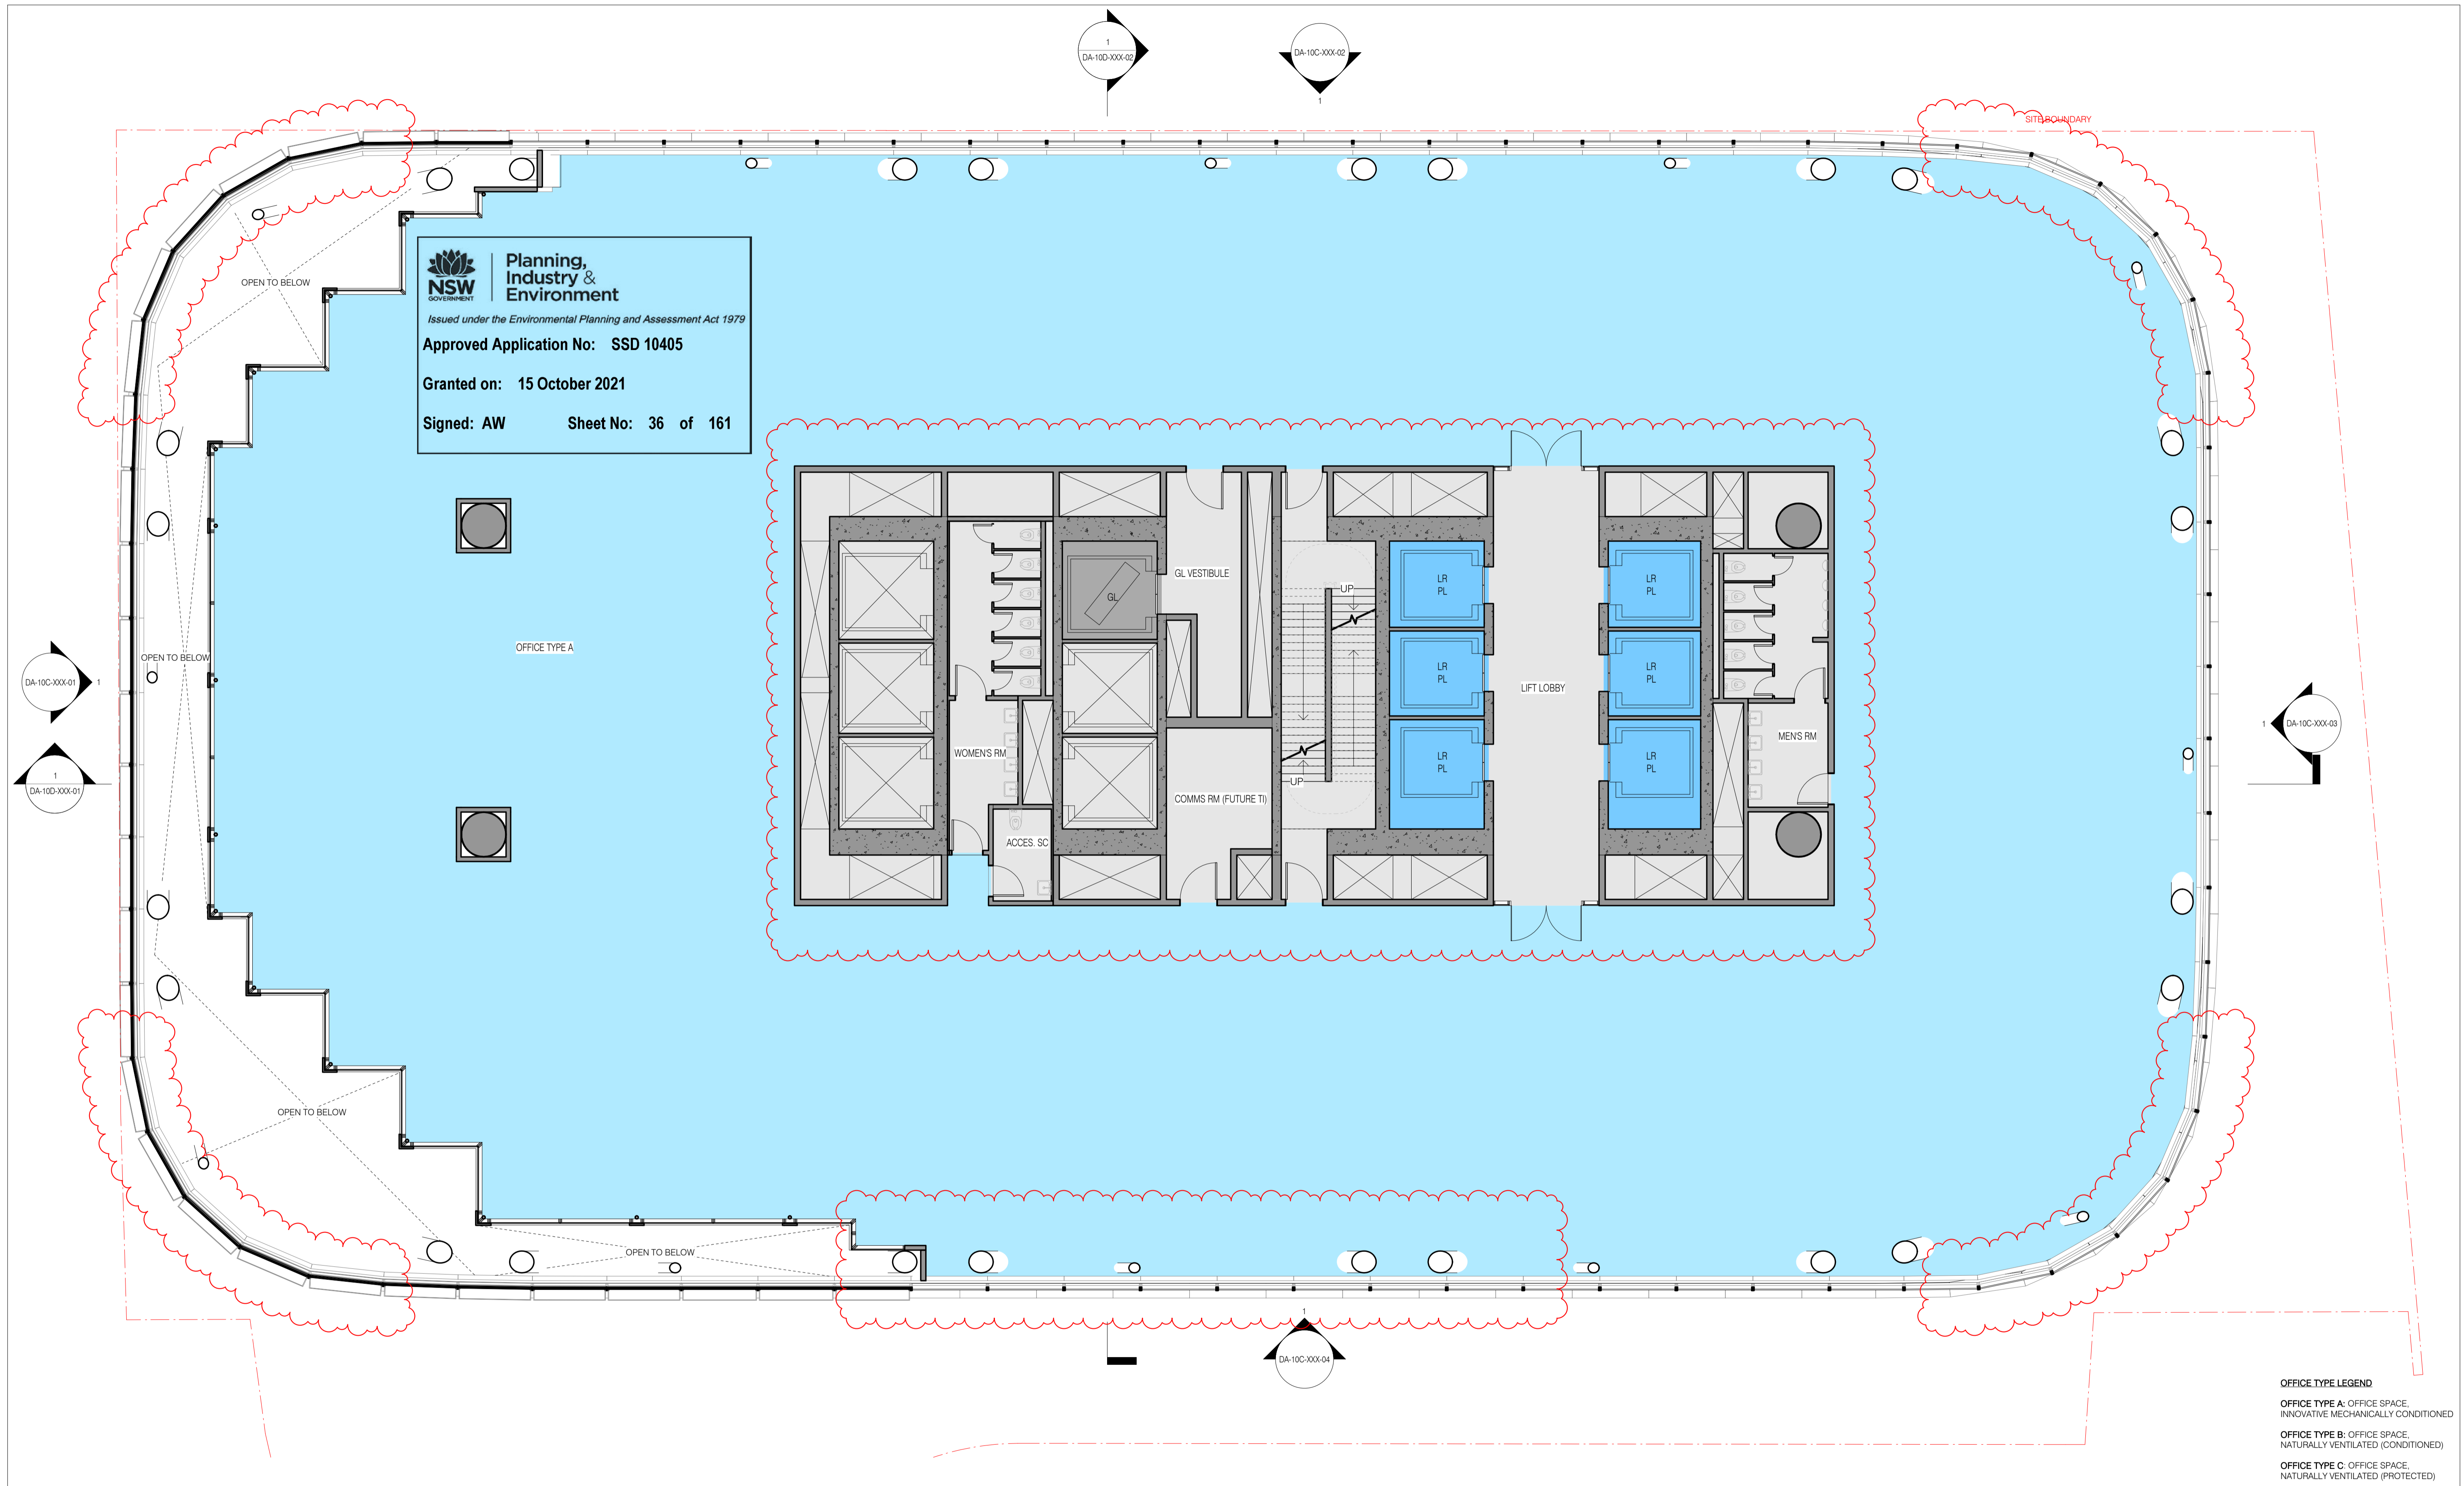 1
DA-10D-XXX-02
DA-10C-XXX-02
1
SITE BOUNDARY
OPEN TO BELOW
NSW
GOVERNMENT
Planning,
Industry &
Environment
Issued under the Environmental Planning and Assessment Act 1979
Approved Application No: SSD 10405
Granted on: 15 October 2021
Signed: AW Sheet No: 36 of 161
GL VESTIBULE
GL
UP
LR
PL
LR
PL
OFFICE TYPE A
OPEN TO BELOW
DA-10C-XXX-01
1
LR
PL
LR
PL
LIFT LOBBY
1
DA-10C-XXX-03
WOMEN'S RM
MEN'S RM
LR
PL
LR
PL
1
DA-10D-XXX-01
UP
COMMS RM (FUTURE TI)
ACCES. SC
OPEN TO BELOW
OPEN TO BELOW
1
DA-10C-XXX-04
OFFICE TYPE LEGEND
OFFICE TYPE A: OFFICE SPACE,
INNOVATIVE MECHANICALLY CONDITIONED
OFFICE TYPE B: OFFICE SPACE,
NATURALLY VENTILATED (CONDITIONED)
OFFICE TYPE C: OFFICE SPACE,
NATURALLY VENTILATED (PROTECTED)